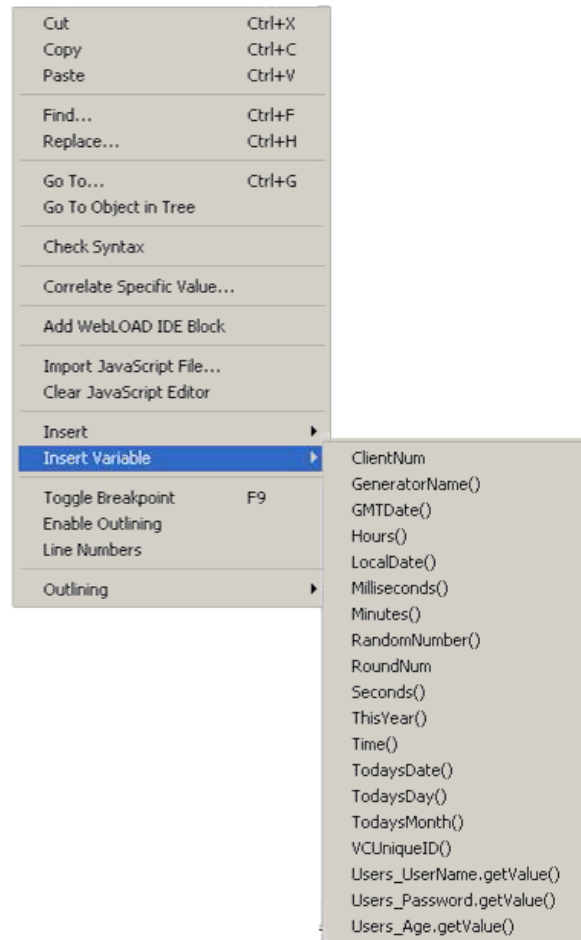 Cut Ctrl+X
Copy Ctrl+C
Paste Ctrl+V
Find... Ctrl+F
Replace... Ctrl+H
Go To... Ctrl+G
Go To Object in Tree
Check Syntax
Correlate Specific Value...
Add WebLOAD IDE Block
Import JavaScript File...
Clear JavaScript Editor
Insert
Insert Variable
Toggle Breakpoint F9
Enable Outlining
Line Numbers
Outlining
ClientNum
GeneratorName()
GMTDate()
Hours()
LocalDate()
Milliseconds()
Minutes()
RandomNumber()
RoundNum
Seconds()
ThisYear()
Time()
TodaysDate()
TodaysDay()
TodaysMonth()
VCUniqueID()
Users_UserName.getValue()
Users_Password.getValue()
Users_Age.getValue()